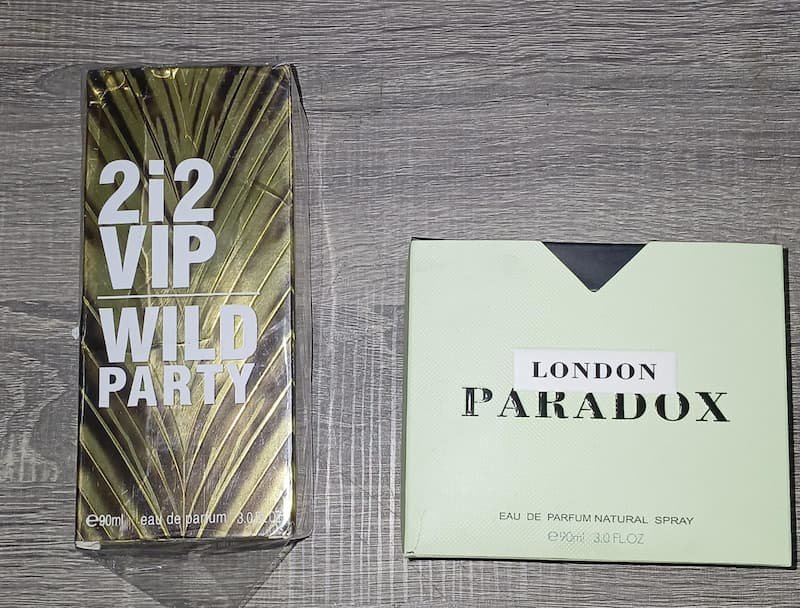 2i2
VIP
WILD
PARTY
℮90ml eau de parfum 3.0 FL.OZ
LONDON
PARADOX
EAU DE PARFUM NATURAL SPRAY
℮90ml 3.0 FL.OZ